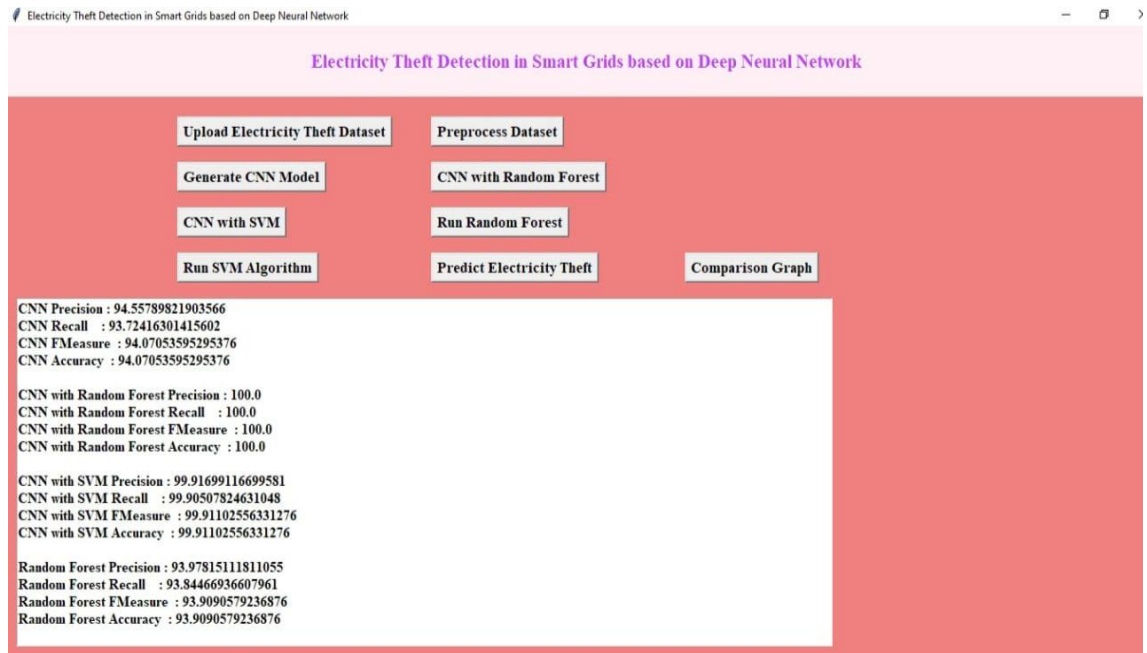 Electricity Theft Detection in Smart Grids based on Deep Neural Network
Electricity Theft Detection in Smart Grids based on Deep Neural Network
Upload Electricity Theft Dataset
Preprocess Dataset
Generate CNN Model
CNN with Random Forest
CNN with SVM
Run Random Forest
Run SVM Algorithm
Predict Electricity Theft
Comparison Graph
CNN Precision : 94.55789821903566
CNN Recall : 93.72416301415602
CNN FMeasure : 94.07053595295376
CNN Accuracy : 94.07053595295376
CNN with Random Forest Precision : 100.0
CNN with Random Forest Recall : 100.0
CNN with Random Forest FMeasure : 100.0
CNN with Random Forest Accuracy : 100.0
CNN with SVM Precision : 99.91699116699581
CNN with SVM Recall : 99.90507824631048
CNN with SVM FMeasure : 99.91102556331276
CNN with SVM Accuracy : 99.91102556331276
Random Forest Precision : 93.97815111811055
Random Forest Recall : 93.84466936607961
Random Forest FMeasure : 93.9090579236876
Random Forest Accuracy : 93.9090579236876